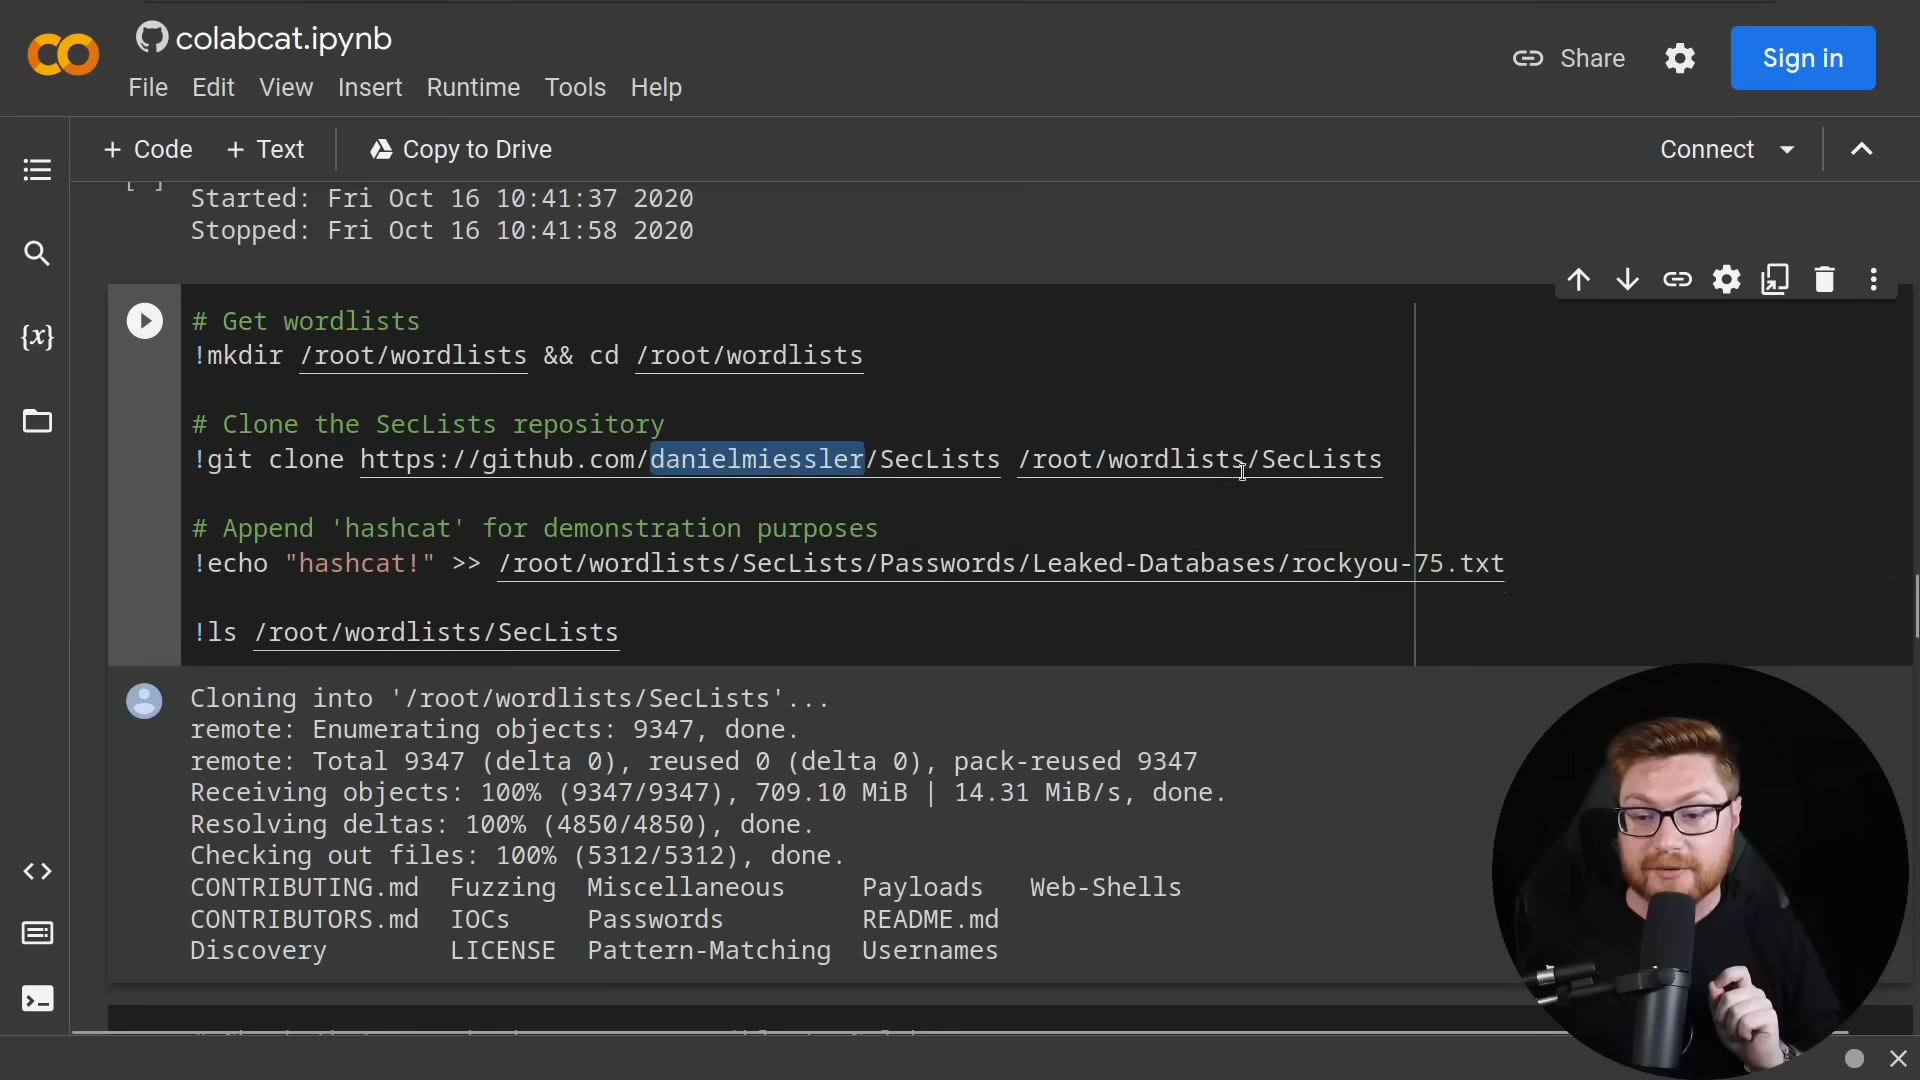 colabcat.ipynb
File Edit View Insert Runtime Tools Help
Share
Sign in
+ Code + Text Copy to Drive
Connect
[ ]
Started: Fri Oct 16 10:41:37 2020
Stopped: Fri Oct 16 10:41:58 2020
{x}
# Get wordlists
!mkdir /root/wordlists && cd /root/wordlists
# Clone the SecLists repository
!git clone https://github.com/danielmiessler/SecLists /root/wordlists/SecLists
# Append 'hashcat' for demonstration purposes
!echo "hashcat!" >> /root/wordlists/SecLists/Passwords/Leaked-Databases/rockyou-75.txt
!ls /root/wordlists/SecLists
Cloning into '/root/wordlists/SecLists'...
remote: Enumerating objects: 9347, done.
remote: Total 9347 (delta 0), reused 0 (delta 0), pack-reused 9347
Receiving objects: 100% (9347/9347), 709.10 MiB | 14.31 MiB/s, done.
Resolving deltas: 100% (4850/4850), done.
Checking out files: 100% (5312/5312), done.
CONTRIBUTING.md Fuzzing Miscellaneous Payloads Web-Shells
CONTRIBUTORS.md IOCs Passwords README.md
Discovery LICENSE Pattern-Matching Usernames